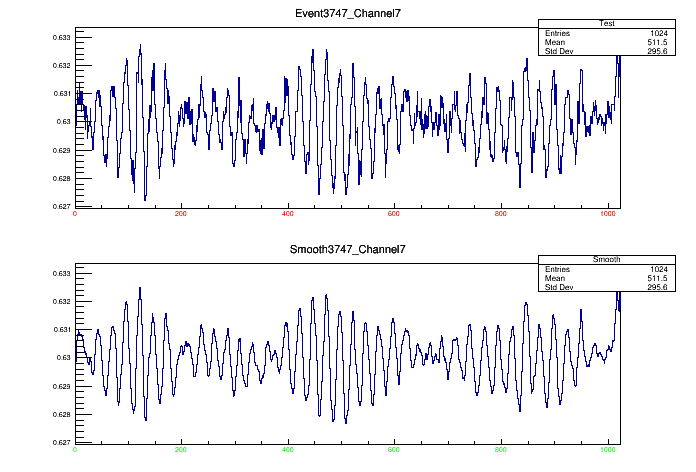 Event3747_Channel7
Test
Entries 1024
Mean 511.5
Std Dev 295.6
0.633
0.632
0.631
0.63
0.629
0.628
0.627
0 200 400 600 800 1000
Smooth3747_Channel7
Smooth
Entries 1024
Mean 511.5
Std Dev 295.6
0.633
0.632
0.631
0.63
0.629
0.628
0.627
0 200 400 600 800 1000